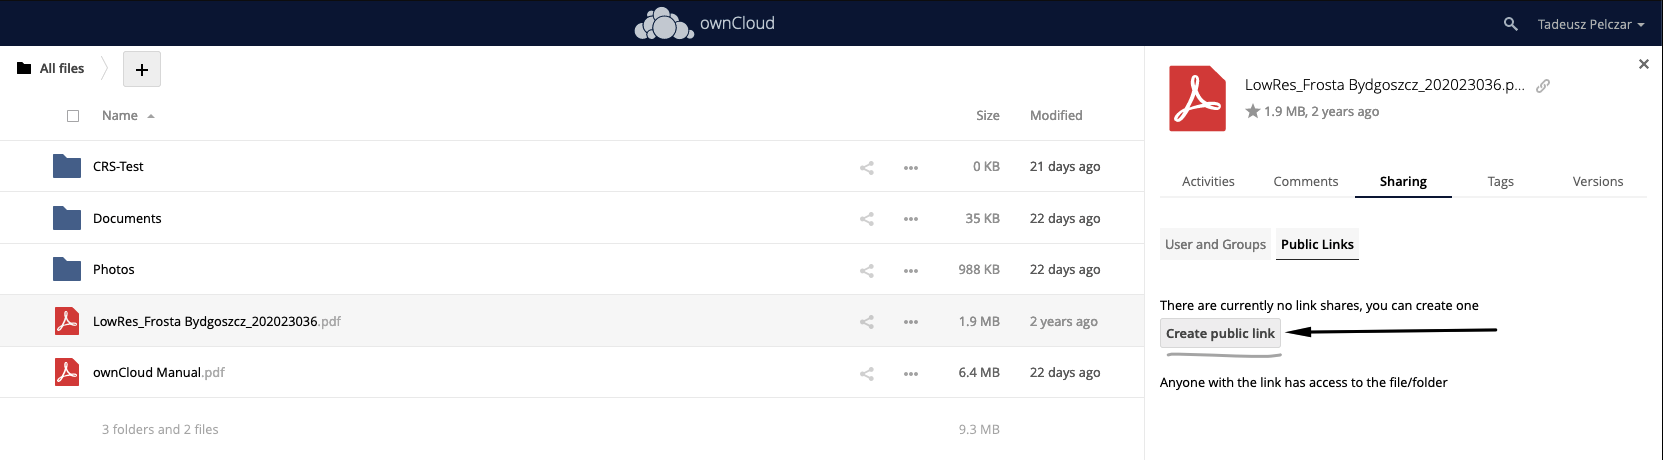 ownCloud
Tadeusz Pelczar
All files
+
Name Size Modified
CRS-Test 0 KB 21 days ago
Documents 35 KB 22 days ago
Photos 988 KB 22 days ago
LowRes_Frosta Bydgoszcz_202023036.pdf 1.9 MB 2 years ago
ownCloud Manual.pdf 6.4 MB 22 days ago
3 folders and 2 files 9.3 MB
LowRes_Frosta Bydgoszcz_202023036.p...
1.9 MB, 2 years ago
Activities Comments Sharing Tags Versions
User and Groups Public Links
There are currently no link shares, you can create one
Create public link
Anyone with the link has access to the file/folder